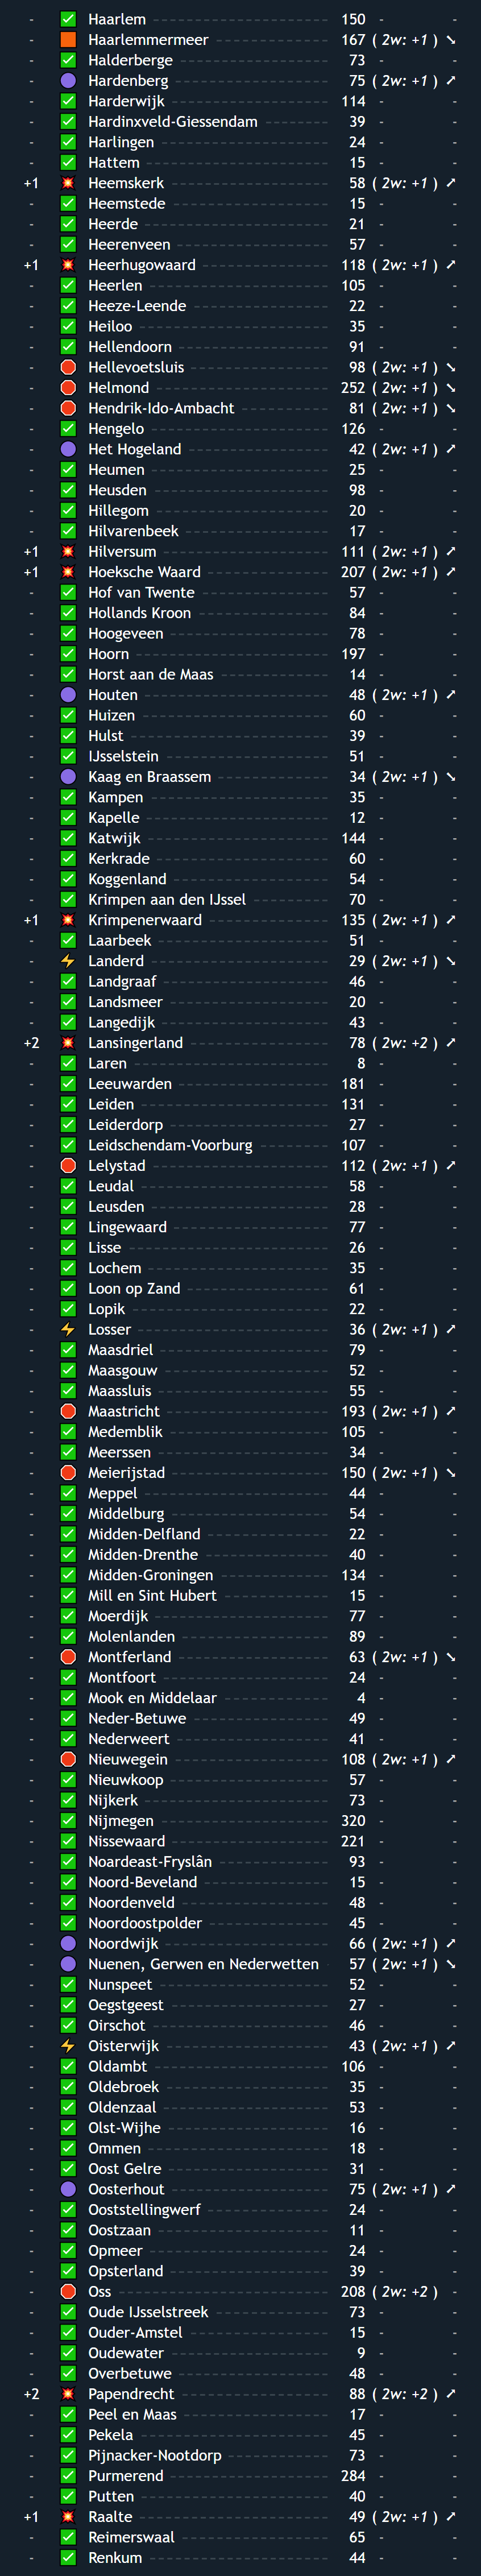 - ✅ Haarlem 150 - -
- 🟧 Haarlemmermeer 167 ( 2w: +1 ) ➘
- ✅ Halderberge 73 - -
- 🟣 Hardenberg 75 ( 2w: +1 ) ➚
- ✅ Harderwijk 114 - -
- ✅ Hardinxveld-Giessendam 39 - -
- ✅ Harlingen 24 - -
- ✅ Hattem 15 - -
+1 💥 Heemskerk 58 ( 2w: +1 ) ➚
- ✅ Heemstede 15 - -
- ✅ Heerde 21 - -
- ✅ Heerenveen 57 - -
+1 💥 Heerhugowaard 118 ( 2w: +1 ) ➚
- ✅ Heerlen 105 - -
- ✅ Heeze-Leende 22 - -
- ✅ Heiloo 35 - -
- ✅ Hellendoorn 91 - -
- 🛑 Hellevoetsluis 98 ( 2w: +1 ) ➘
- 🛑 Helmond 252 ( 2w: +1 ) ➘
- 🛑 Hendrik-Ido-Ambacht 81 ( 2w: +1 ) ➘
- ✅ Hengelo 126 - -
- 🟣 Het Hogeland 42 ( 2w: +1 ) ➚
- ✅ Heumen 25 - -
- ✅ Heusden 98 - -
- ✅ Hillegom 20 - -
- ✅ Hilvarenbeek 17 - -
+1 💥 Hilversum 111 ( 2w: +1 ) ➚
+1 💥 Hoeksche Waard 207 ( 2w: +1 ) ➚
- ✅ Hof van Twente 57 - -
- ✅ Hollands Kroon 84 - -
- ✅ Hoogeveen 78 - -
- ✅ Hoorn 197 - -
- ✅ Horst aan de Maas 14 - -
- 🟣 Houten 48 ( 2w: +1 ) ➚
- ✅ Huizen 60 - -
- ✅ Hulst 39 - -
- ✅ IJsselstein 51 - -
- 🟣 Kaag en Braassem 34 ( 2w: +1 ) ➘
- ✅ Kampen 35 - -
- ✅ Kapelle 12 - -
- ✅ Katwijk 144 - -
- ✅ Kerkrade 60 - -
- ✅ Koggenland 54 - -
- ✅ Krimpen aan den IJssel 70 - -
+1 💥 Krimpenerwaard 135 ( 2w: +1 ) ➚
- ✅ Laarbeek 51 - -
- ⚡ Landerd 29 ( 2w: +1 ) ➘
- ✅ Landgraaf 46 - -
- ✅ Landsmeer 20 - -
- ✅ Langedijk 43 - -
+2 💥 Lansingerland 78 ( 2w: +2 ) ➚
- ✅ Laren 8 - -
- ✅ Leeuwarden 181 - -
- ✅ Leiden 131 - -
- ✅ Leiderdorp 27 - -
- ✅ Leidschendam-Voorburg 107 - -
- 🛑 Lelystad 112 ( 2w: +1 ) ➚
- ✅ Leudal 58 - -
- ✅ Leusden 28 - -
- ✅ Lingewaard 77 - -
- ✅ Lisse 26 - -
- ✅ Lochem 35 - -
- ✅ Loon op Zand 61 - -
- ✅ Lopik 22 - -
- ⚡ Losser 36 ( 2w: +1 ) ➚
- ✅ Maasdriel 79 - -
- ✅ Maasgouw 52 - -
- ✅ Maassluis 55 - -
- 🛑 Maastricht 193 ( 2w: +1 ) ➚
- ✅ Medemblik 105 - -
- ✅ Meerssen 34 - -
- 🛑 Meierijstad 150 ( 2w: +1 ) ➘
- ✅ Meppel 44 - -
- ✅ Middelburg 54 - -
- ✅ Midden-Delfland 22 - -
- ✅ Midden-Drenthe 40 - -
- ✅ Midden-Groningen 134 - -
- ✅ Mill en Sint Hubert 15 - -
- ✅ Moerdijk 77 - -
- ✅ Molenlanden 89 - -
- 🛑 Montferland 63 ( 2w: +1 ) ➘
- ✅ Montfoort 24 - -
- ✅ Mook en Middelaar 4 - -
- ✅ Neder-Betuwe 49 - -
- ✅ Nederweert 41 - -
- 🛑 Nieuwegein 108 ( 2w: +1 ) ➚
- ✅ Nieuwkoop 57 - -
- ✅ Nijkerk 73 - -
- ✅ Nijmegen 320 - -
- ✅ Nissewaard 221 - -
- ✅ Noardeast-Fryslân 93 - -
- ✅ Noord-Beveland 15 - -
- ✅ Noordenveld 48 - -
- ✅ Noordoostpolder 45 - -
- 🟣 Noordwijk 66 ( 2w: +1 ) ➚
- 🟣 Nuenen, Gerwen en Nederwetten 57 ( 2w: +1 ) ➘
- ✅ Nunspeet 52 - -
- ✅ Oegstgeest 27 - -
- ✅ Oirschot 46 - -
- ⚡ Oisterwijk 43 ( 2w: +1 ) ➚
- ✅ Oldambt 106 - -
- ✅ Oldebroek 35 - -
- ✅ Oldenzaal 53 - -
- ✅ Olst-Wijhe 16 - -
- ✅ Ommen 18 - -
- ✅ Oost Gelre 31 - -
- 🟣 Oosterhout 75 ( 2w: +1 ) ➚
- ✅ Ooststellingwerf 24 - -
- ✅ Oostzaan 11 - -
- ✅ Opmeer 24 - -
- ✅ Opsterland 39 - -
- 🛑 Oss 208 ( 2w: +2 ) -
- ✅ Oude IJsselstreek 73 - -
- ✅ Ouder-Amstel 15 - -
- ✅ Oudewater 9 - -
- ✅ Overbetuwe 48 - -
+2 💥 Papendrecht 88 ( 2w: +2 ) ➚
- ✅ Peel en Maas 17 - -
- ✅ Pekela 45 - -
- ✅ Pijnacker-Nootdorp 73 - -
- ✅ Purmerend 284 - -
- ✅ Putten 40 - -
+1 💥 Raalte 49 ( 2w: +1 ) ➚
- ✅ Reimerswaal 65 - -
- ✅ Renkum 44 - -